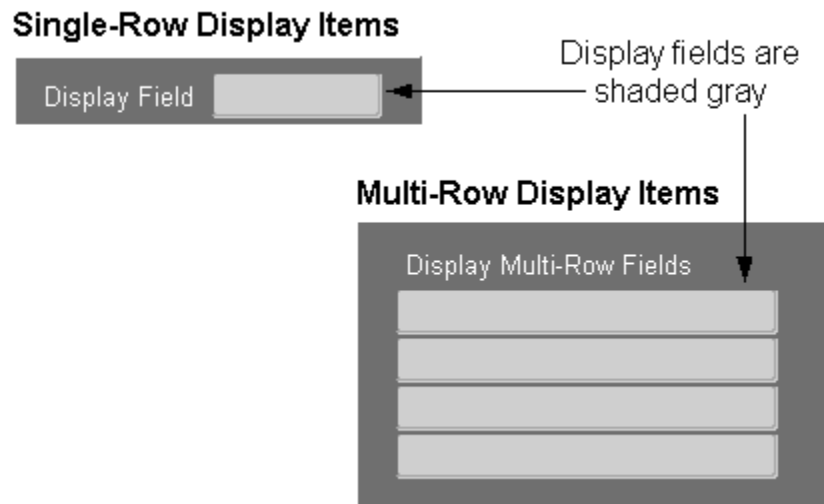 Single-Row Display Items
Display Field
Display fields are
shaded gray
Multi-Row Display Items
Display Multi-Row Fields